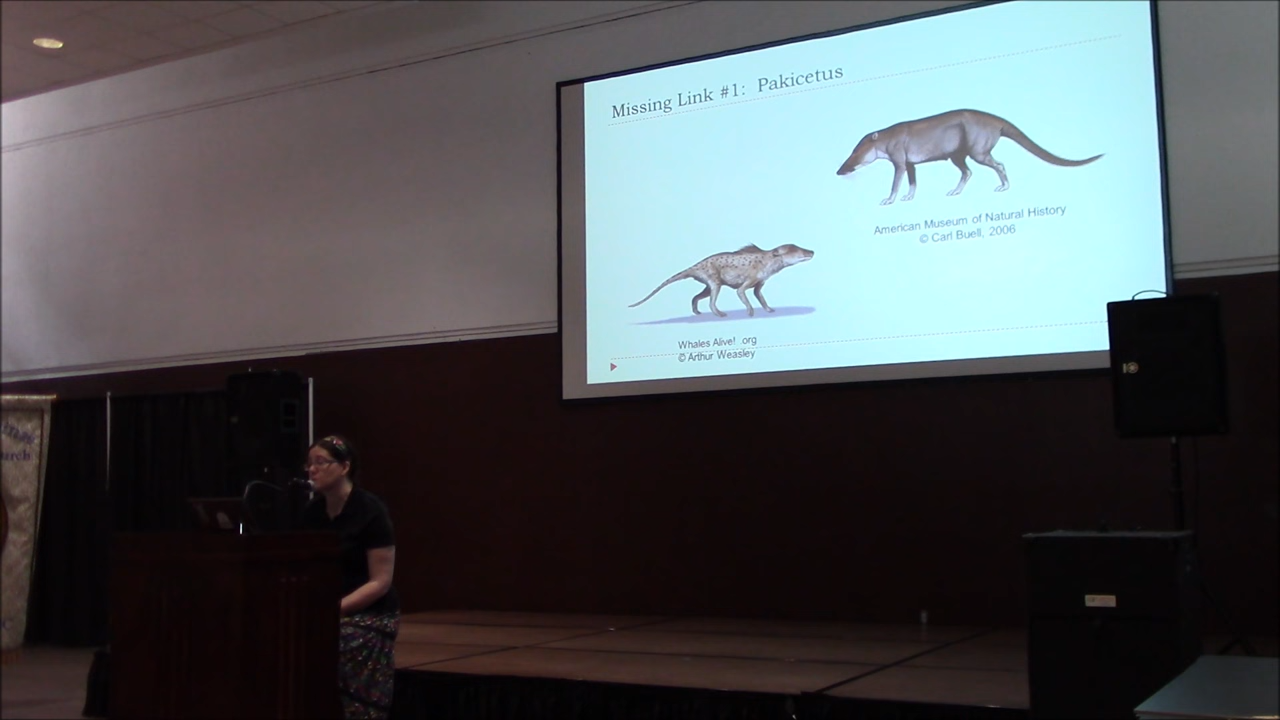 Missing Link #1: Pakicetus
American Museum of Natural History
© Carl Buell, 2006
Whales Alive! org
© Arthur Weasley